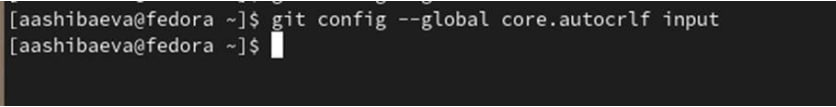 [aashibaeva@fedora ~]$ git config --global core.autocrlf input
[aashibaeva@fedora ~]$